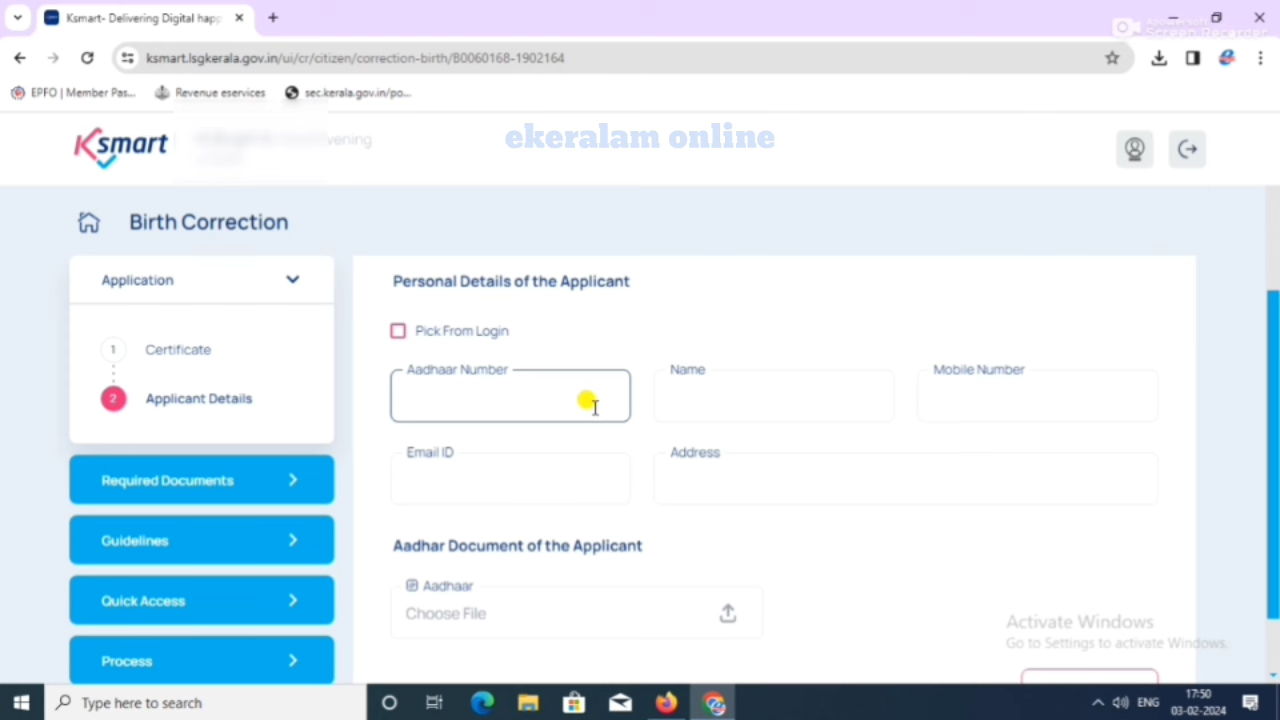 Ksmart- Delivering Digital happ
Apowersoft
Screen Recorder
ksmart.lsgkerala.gov.in/ui/cr/citizen/correction-birth/B0060168-1902164
EPFO | Member Pas...
Revenue eservices
sec.kerala.gov.in/po...
Ksmart
ekeralam online
Birth Correction
Application
1
Certificate
2
Applicant Details
Required Documents
Guidelines
Quick Access
Process
Personal Details of the Applicant
Pick From Login
Aadhaar Number
Name
Mobile Number
Email ID
Address
Aadhar Document of the Applicant
Aadhaar
Choose File
Activate Windows
Go to Settings to activate Windows.
Type here to search
ENG
17:50
03-02-2024